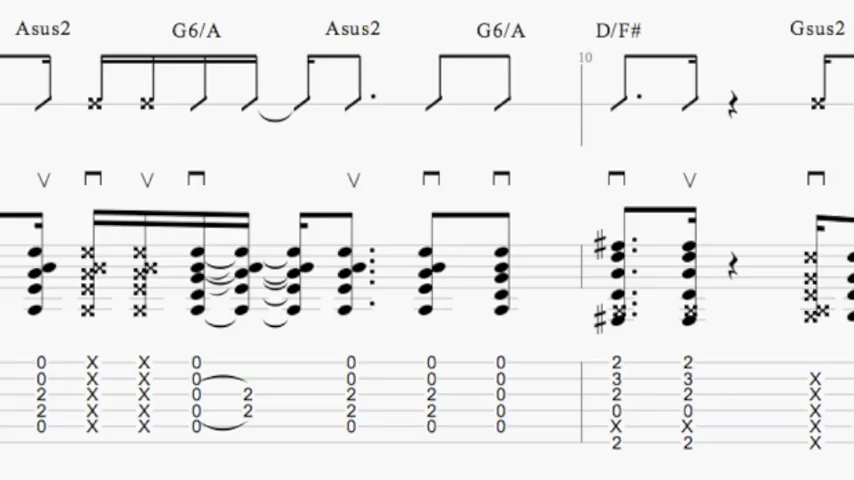 Asus2 G6/A Asus2 G6/A D/F# Gsus2
10
0 X X 0 0 0 0 2 2
0 X X 0 0 0 0 3 3 X
2 X X 0 2 2 2 0 2 2 X
2 X X 0 2 2 2 0 0 0 X
0 X X 0 0 0 0 X X X
2 2 X